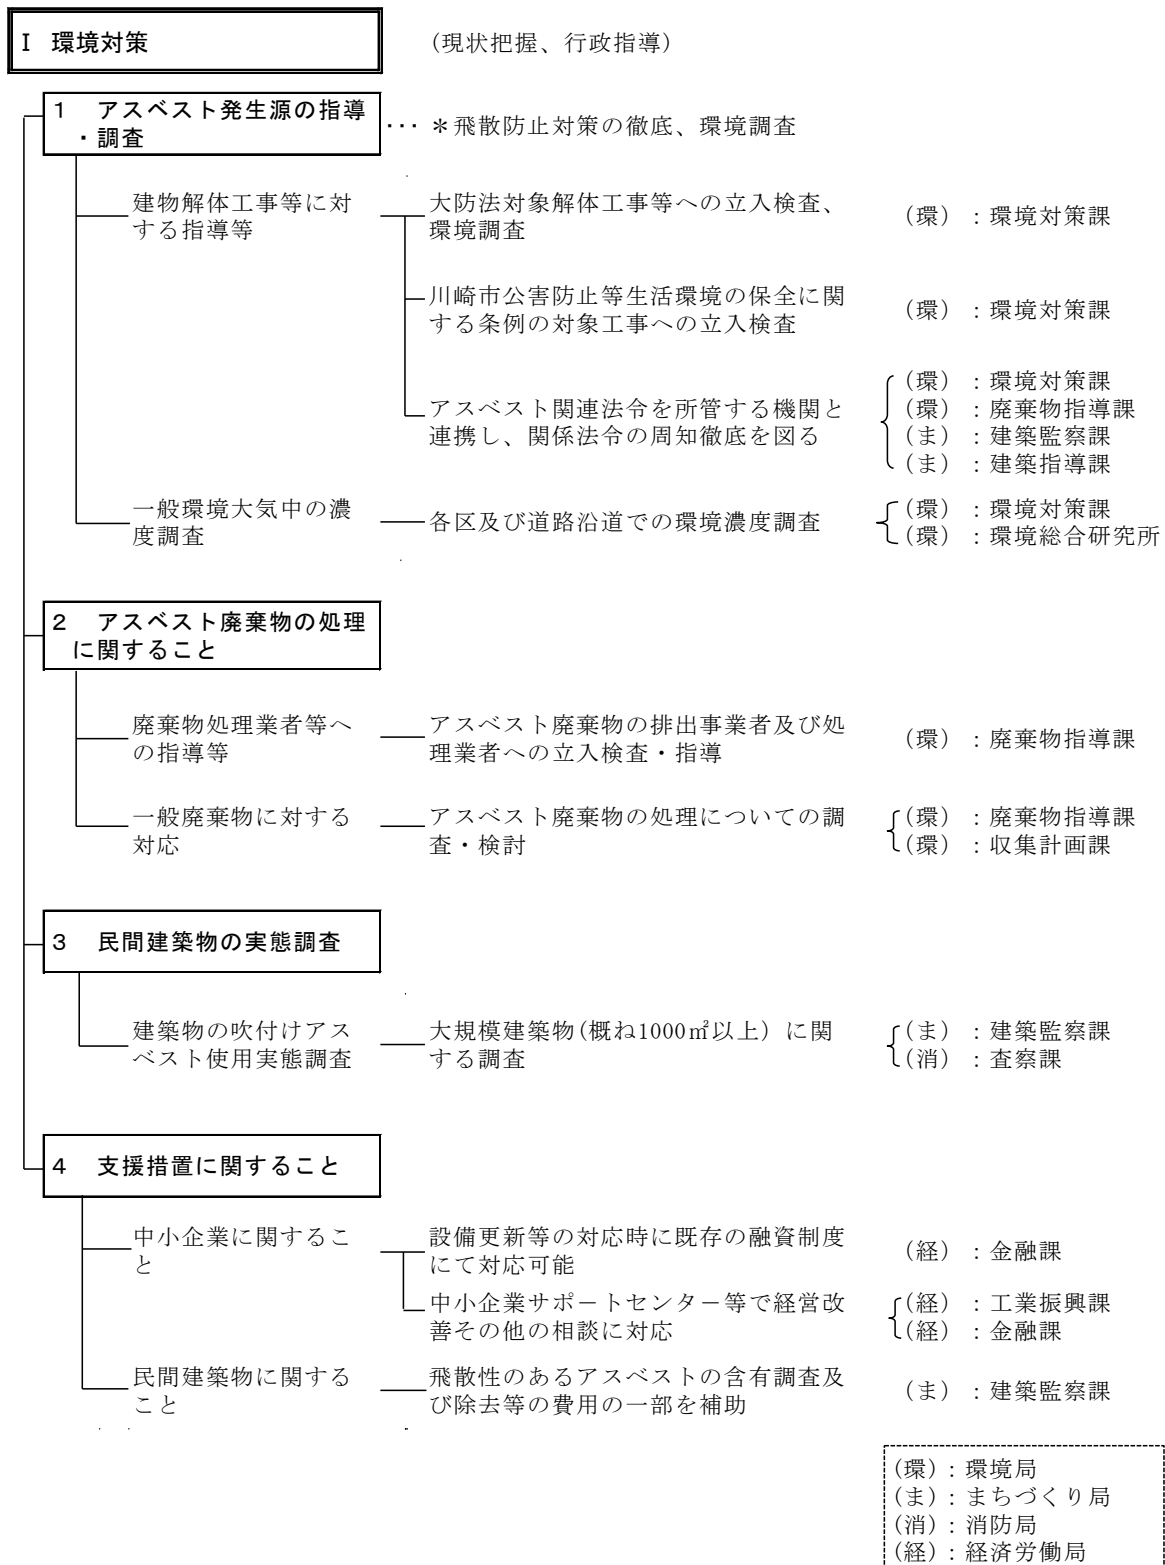 Ⅰ 環境対策 (現状把握、行政指導)
1 アスベスト発生源の指導
・調査
… ＊飛散防止対策の徹底、環境調査
建物解体工事等に対
する指導等
大防法対象解体工事等への立入検査、
環境調査
(環) : 環境対策課
川崎市公害防止等生活環境の保全に関
する条例の対象工事への立入検査
(環) : 環境対策課
アスベスト関連法令を所管する機関と
連携し、関係法令の周知徹底を図る
(環) : 環境対策課
(環) : 廃棄物指導課
(ま) : 建築監察課
(ま) : 建築指導課
一般環境大気中の濃
度調査
各区及び道路沿道での環境濃度調査
(環) : 環境対策課
(環) : 環境総合研究所
2 アスベスト廃棄物の処理
に関すること
廃棄物処理業者等へ
の指導等
アスベスト廃棄物の排出事業者及び処
理業者への立入検査・指導
(環) : 廃棄物指導課
一般廃棄物に対する
対応
アスベスト廃棄物の処理についての調
査・検討
(環) : 廃棄物指導課
(環) : 収集計画課
3 民間建築物の実態調査
建築物の吹付けアス
ベスト使用実態調査
大規模建築物(概ね1000㎡以上) に関
する調査
(ま) : 建築監察課
(消) : 査察課
4 支援措置に関すること
中小企業に関するこ
と
設備更新等の対応時に既存の融資制度
にて対応可能
(経) : 金融課
中小企業サポ－トセンタ－等で経営改
善その他の相談に対応
(経) : 工業振興課
(経) : 金融課
民間建築物に関する
こと
飛散性のあるアスベストの含有調査及
び除去等の費用の一部を補助
(ま) : 建築監察課
(環) : 環境局
(ま) : まちづくり局
(消) : 消防局
(経) : 経済労働局